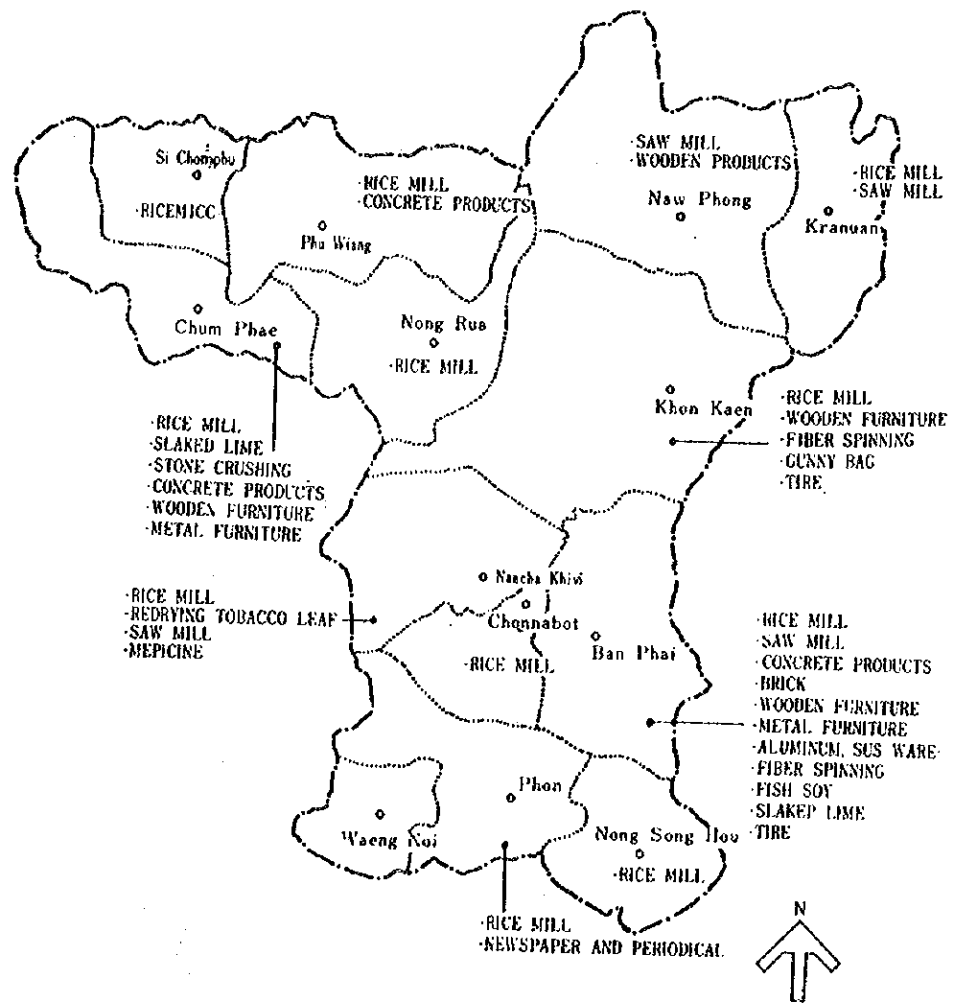 Si Chompbu
·RICEMICC
·RICE MILL
·CONCRETE PRODUCTS
Phu Wiang
·SAW MILL
·WOODEN PRODUCTS
Naw Phong
·RICE MILL
·SAW MILL
Kranuan
Chum Phae
Nong Rua
·RICE MILL
Khon Kaen
·RICE MILL
·WOODEN FURNITURE
·FIBER SPINNING
·GUNNY BAG
·TIRE
·RICE MILL
·SLAKED LIME
·STONE CRUSHING
·CONCRETE PRODUCTS
·WOODEN FURNITURE
·METAL FURNITURE
Nancha Khivi
Chonnabot
·RICE MILL
Ban Phai
·RICE MILL
·REDRYING TOBACCO LEAF
·SAW MILL
·MEPICINE
·RICE MILL
·SAW MILL
·CONCRETE PRODUCTS
·BRICK
·WOODEN FURNITURE
·METAL FURNITURE
·ALUMINUM, SUS WARE
·FIBER SPINNING
·FISH SOY
·SLAKED LIME
·TIRE
Phon
Waeng Noi
Nong Song Hou
·RICE MILL
·RICE MILL
·NEWSPAPER AND PERIODICAL
N